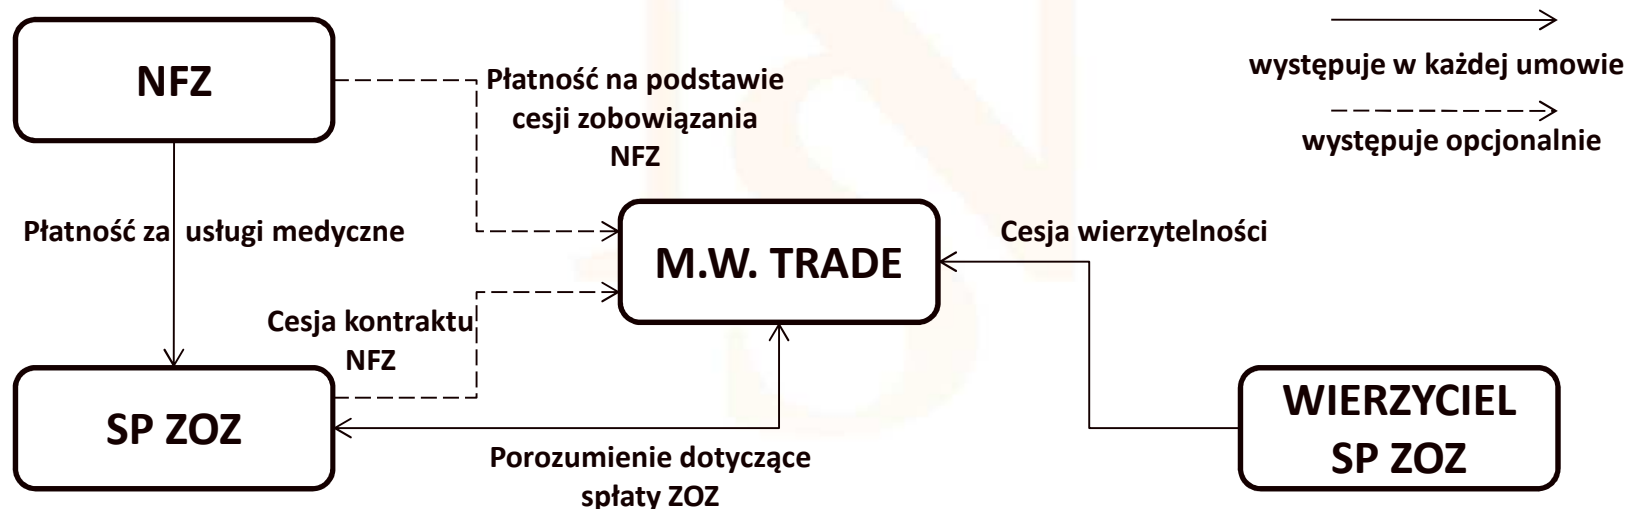 NFZ
Płatność na podstawie
cesji zobowiązania
NFZ
występuje w każdej umowie
występuje opcjonalnie
Płatność za usługi medyczne
M.W. TRADE
Cesja wierzytelności
Cesja kontraktu
NFZ
SP ZOZ
Porozumienie dotyczące
spłaty ZOZ
WIERZYCIEL
SP ZOZ